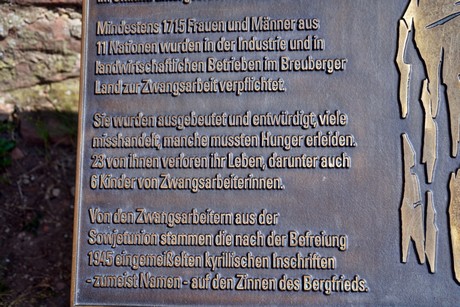 Mindestens 1715 Frauen und Männer aus
11 Nationen wurden in der Industrie und in
landwirtschaftlichen Betrieben im Breuberger
Land zur Zwangsarbeit verpflichtet.
Sie wurden ausgebeutet und entwürdigt, viele
misshandelt, manche mussten Hunger erleiden.
23 von ihnen verloren ihr Leben, darunter auch
6 Kinder von Zwangsarbeiterinnen.
Von den Zwangsarbeitern aus der
Sowjetunion stammen die nach der Befreiung
1945 eingemeißelten kyrillischen Inschriften
- zumeist Namen - auf den Zinnen des Bergfrieds.